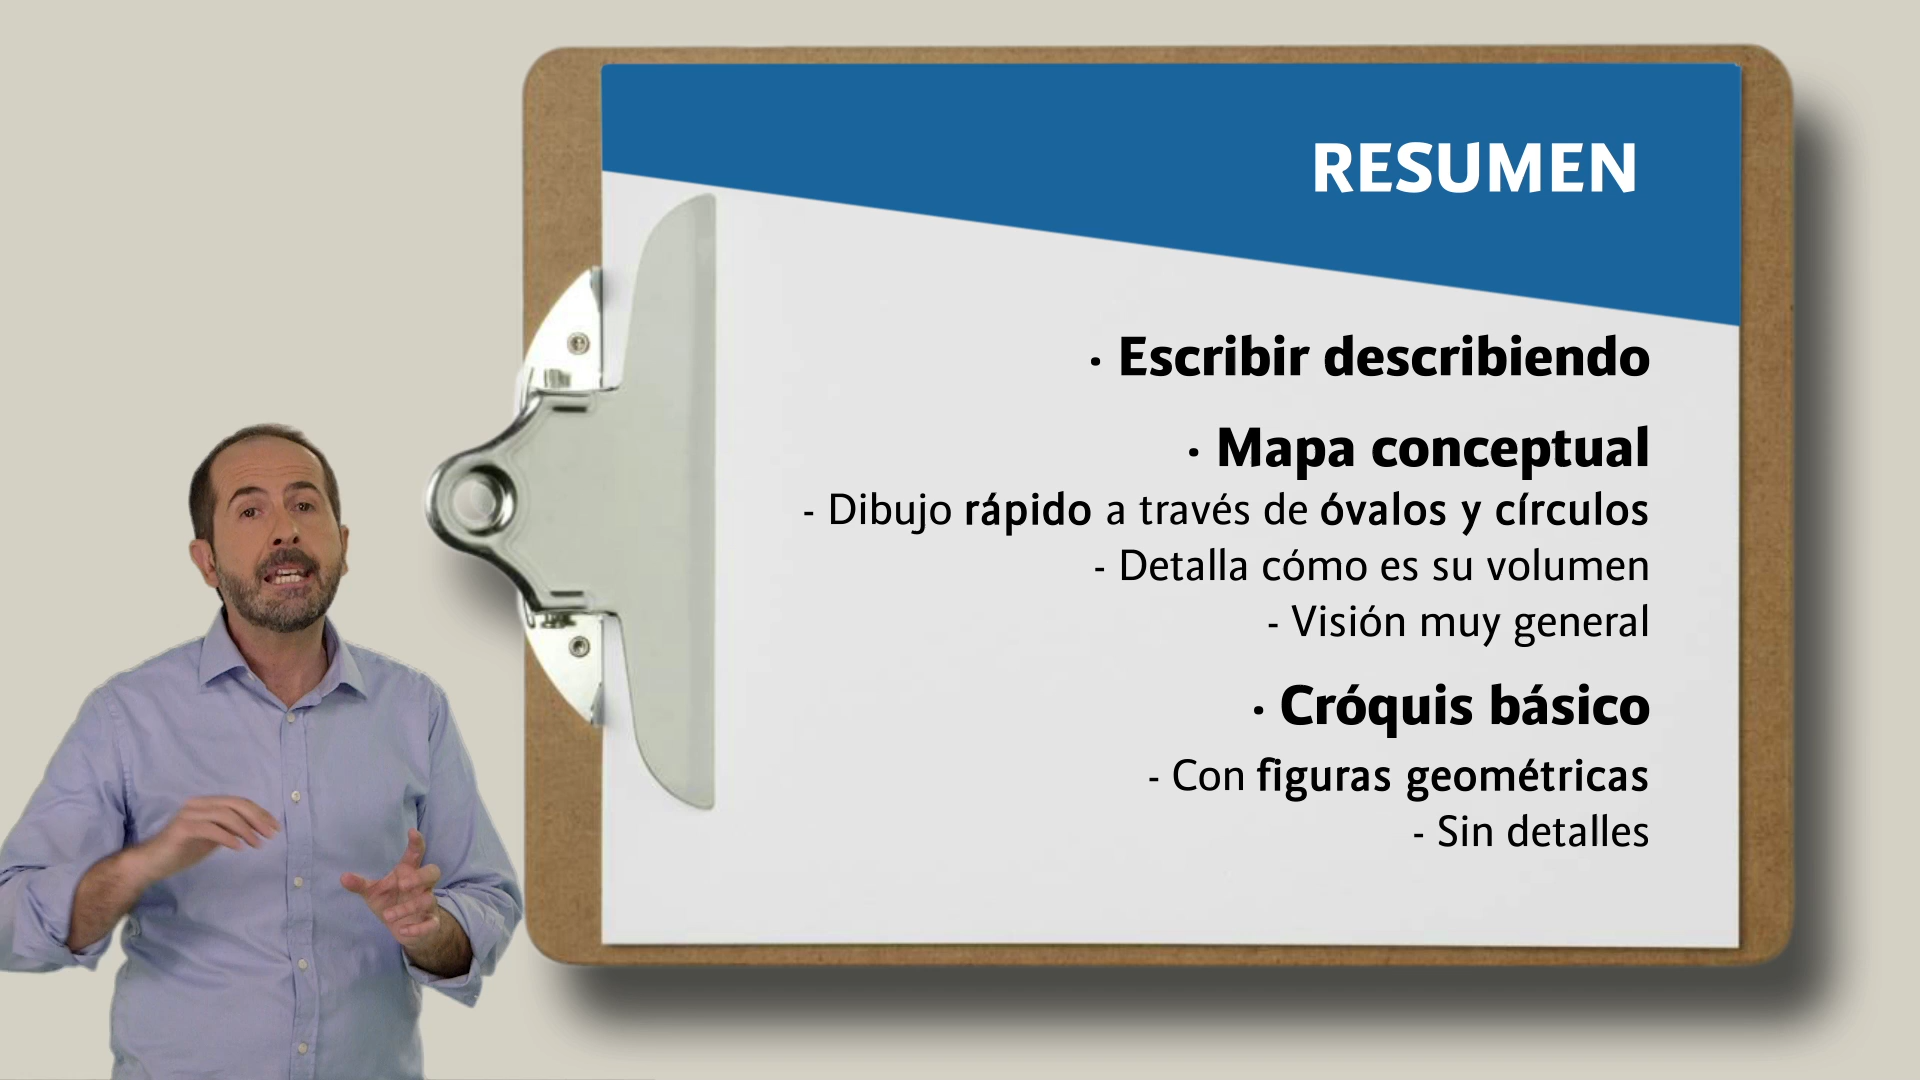 RESUMEN
· Escribir describiendo
· Mapa conceptual
- Dibujo rápido a través de óvalos y círculos
- Detalla cómo es su volumen
- Visión muy general
· Cróquis básico
- Con figuras geométricas
- Sin detalles